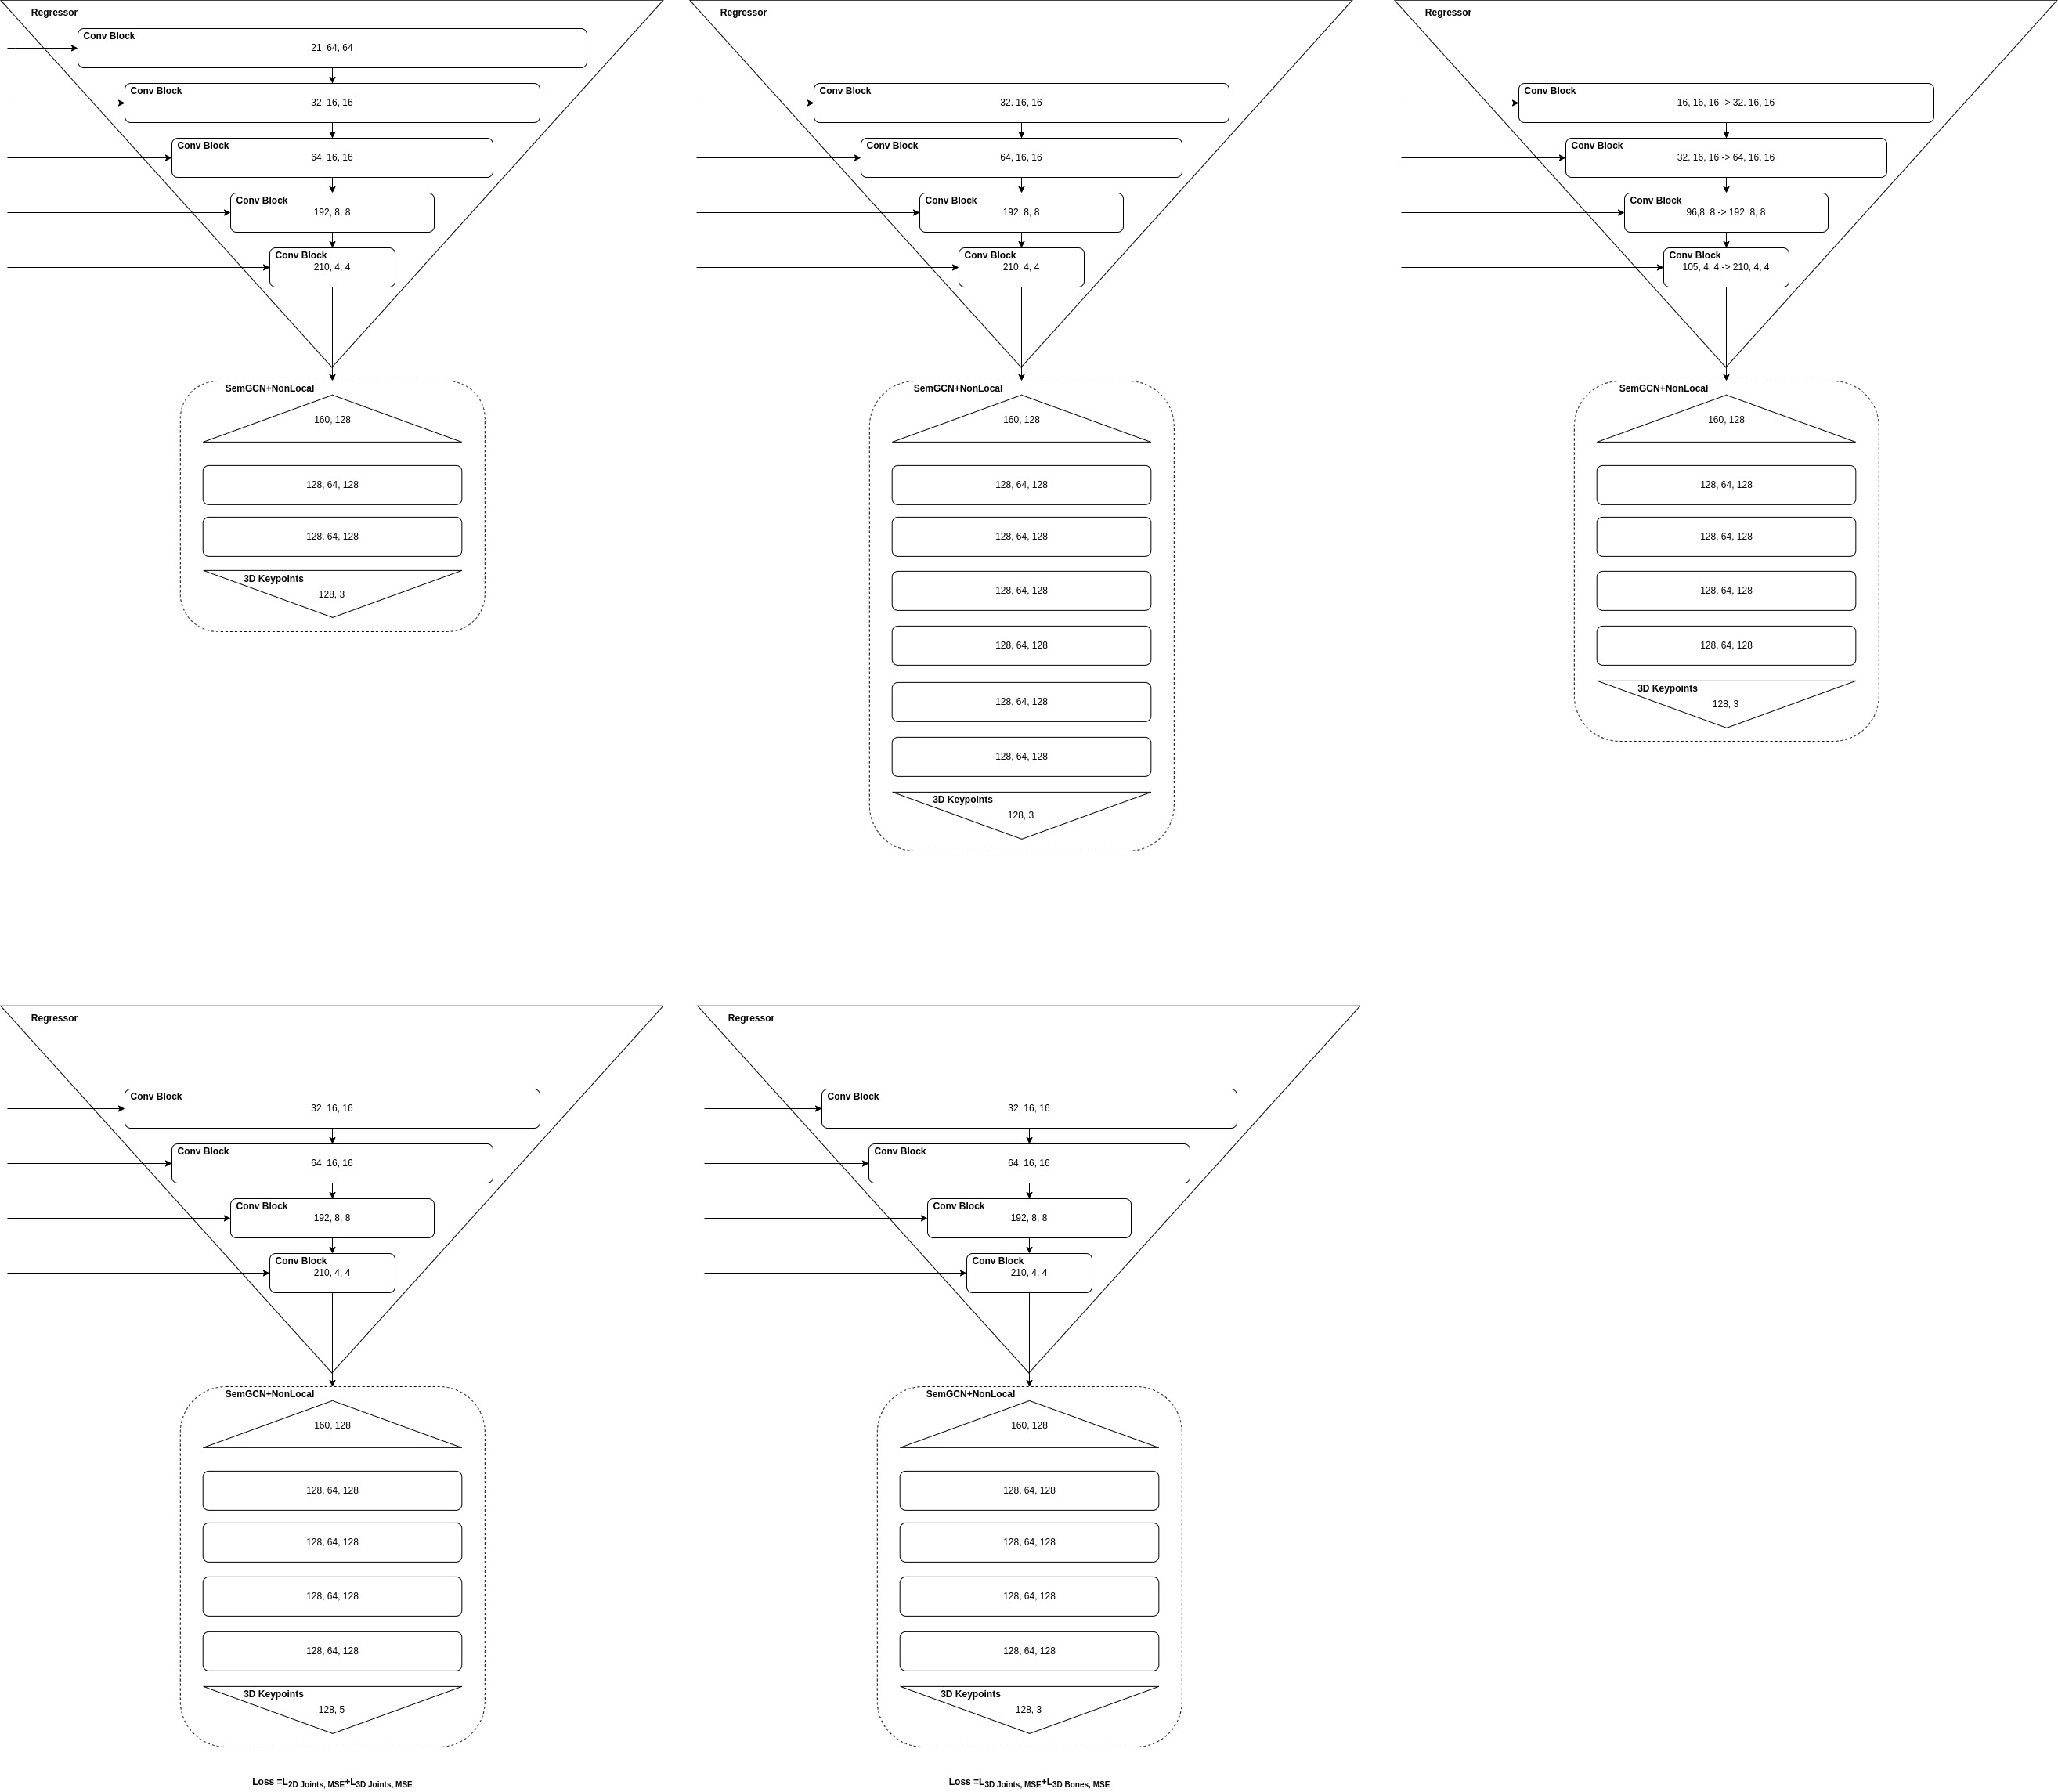 Regressor
Conv Block
21, 64, 64
Conv Block
32. 16, 16
Conv Block
64, 16, 16
Conv Block
192, 8, 8
Conv Block
210, 4, 4
SemGCN+NonLocal
160, 128
128, 64, 128
128, 64, 128
3D Keypoints
128, 3
Regressor
Conv Block
32. 16, 16
Conv Block
64, 16, 16
Conv Block
192, 8, 8
Conv Block
210, 4, 4
SemGCN+NonLocal
160, 128
128, 64, 128
128, 64, 128
128, 64, 128
128, 64, 128
128, 64, 128
128, 64, 128
3D Keypoints
128, 3
Regressor
Conv Block
16, 16, 16 -> 32. 16, 16
Conv Block
32, 16, 16 -> 64, 16, 16
Conv Block
96,8, 8 -> 192, 8, 8
Conv Block
105, 4, 4 -> 210, 4, 4
SemGCN+NonLocal
160, 128
128, 64, 128
128, 64, 128
128, 64, 128
128, 64, 128
3D Keypoints
128, 3
Regressor
Conv Block
32. 16, 16
Conv Block
64, 16, 16
Conv Block
192, 8, 8
Conv Block
210, 4, 4
SemGCN+NonLocal
160, 128
128, 64, 128
128, 64, 128
128, 64, 128
128, 64, 128
3D Keypoints
128, 5
Loss =L2D Joints, MSE+L3D Joints, MSE
Regressor
Conv Block
32. 16, 16
Conv Block
64, 16, 16
Conv Block
192, 8, 8
Conv Block
210, 4, 4
SemGCN+NonLocal
160, 128
128, 64, 128
128, 64, 128
128, 64, 128
128, 64, 128
3D Keypoints
128, 3
Loss =L3D Joints, MSE+L3D Bones, MSE